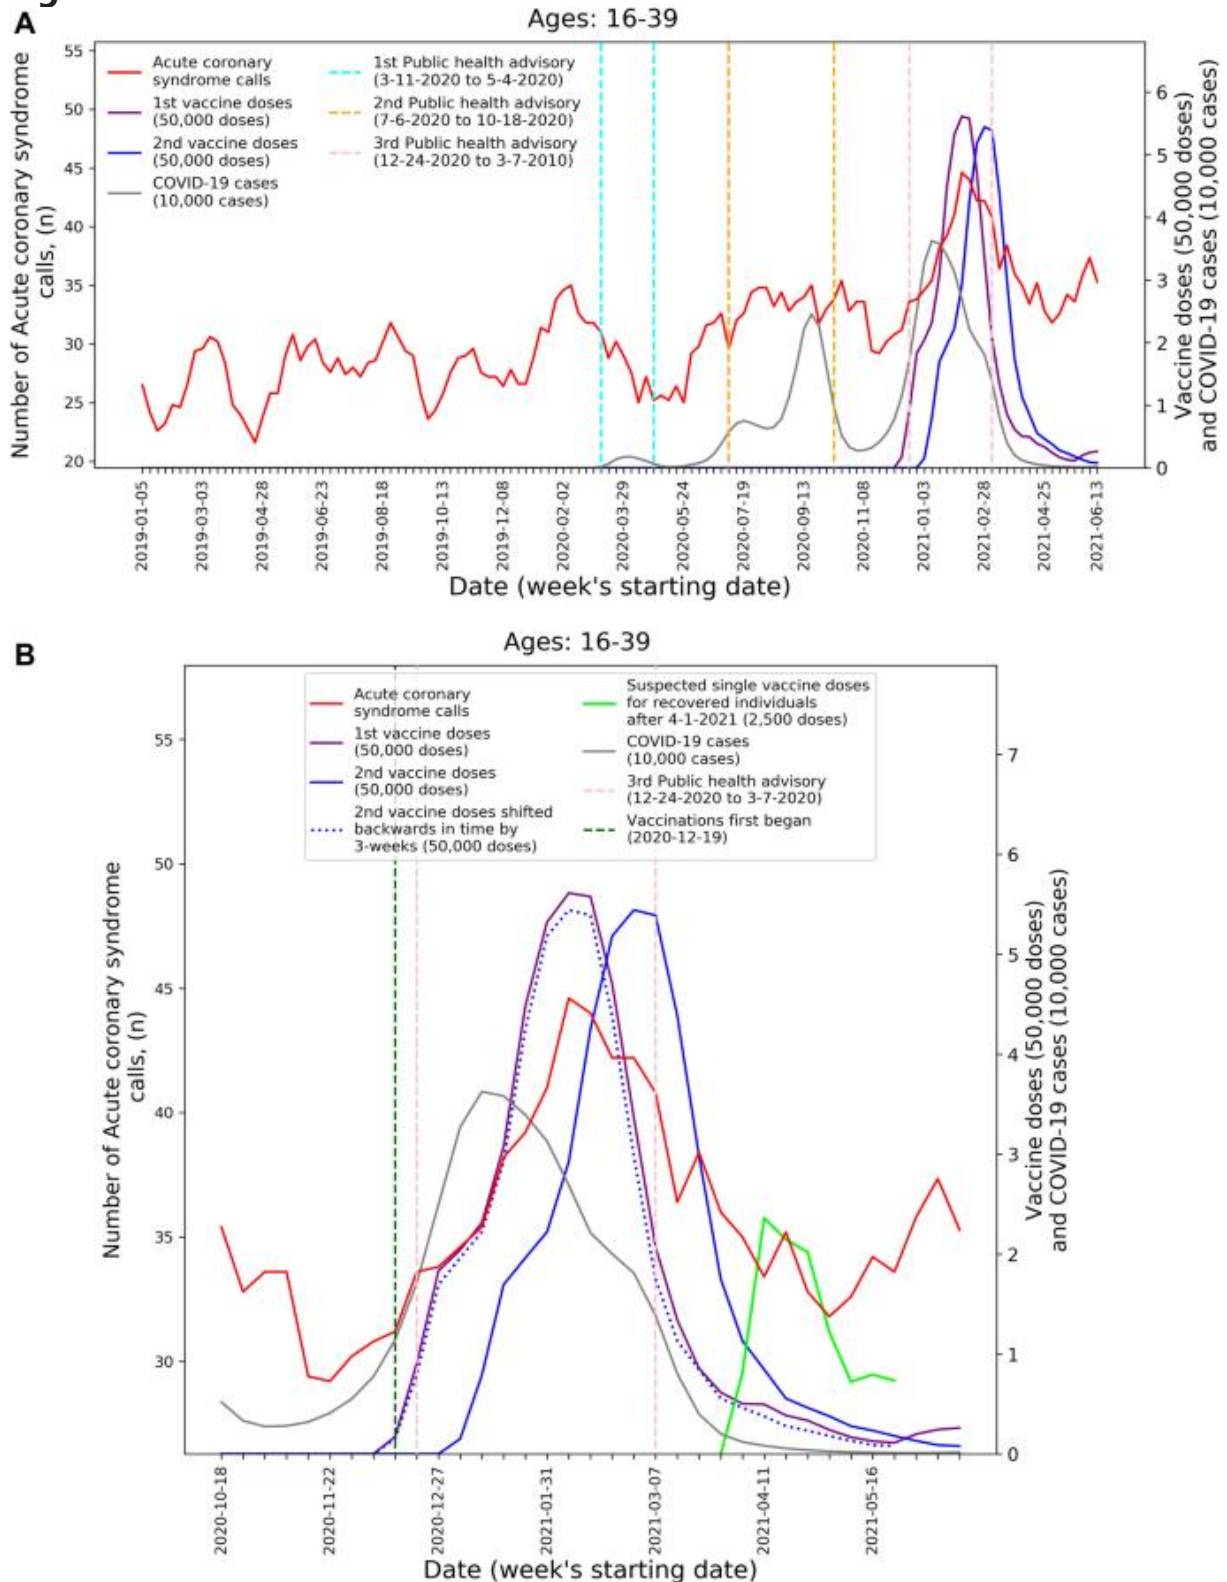 A
Ages: 16-39
Number of Acute coronary syndrome
calls, (n)
55
50
45
40
35
30
25
20
Acute coronary
syndrome calls
1st vaccine doses
(50,000 doses)
2nd vaccine doses
(50,000 doses)
COVID-19 cases
(10,000 cases)
1st Public health advisory
(3-11-2020 to 5-4-2020)
2nd Public health advisory
(7-6-2020 to 10-18-2020)
3rd Public health advisory
(12-24-2020 to 3-7-2010)
6
5
4
3
2
1
0
Vaccine doses (50,000 doses)
and COVID-19 cases (10,000 cases)
2019-01-05
2019-03-03
2019-04-28
2019-06-23
2019-08-18
2019-10-13
2019-12-08
2020-02-02
2020-03-29
2020-05-24
2020-07-19
2020-09-13
2020-11-08
2021-01-03
2021-02-28
2021-04-25
2021-06-13
Date (week's starting date)
B
Ages: 16-39
Number of Acute coronary syndrome
calls, (n)
55
50
45
40
35
30
Acute coronary
syndrome calls
1st vaccine doses
(50,000 doses)
2nd vaccine doses
(50,000 doses)
2nd vaccine doses shifted
backwards in time by
3-weeks (50,000 doses)
Suspected single vaccine doses
for recovered individuals
after 4-1-2021 (2,500 doses)
COVID-19 cases
(10,000 cases)
3rd Public health advisory
(12-24-2020 to 3-7-2020)
Vaccinations first began
(2020-12-19)
7
6
5
4
3
2
1
0
Vaccine doses (50,000 doses)
and COVID-19 cases (10,000 cases)
2020-10-18
2020-11-22
2020-12-27
2021-01-31
2021-03-07
2021-04-11
2021-05-16
Date (week's starting date)